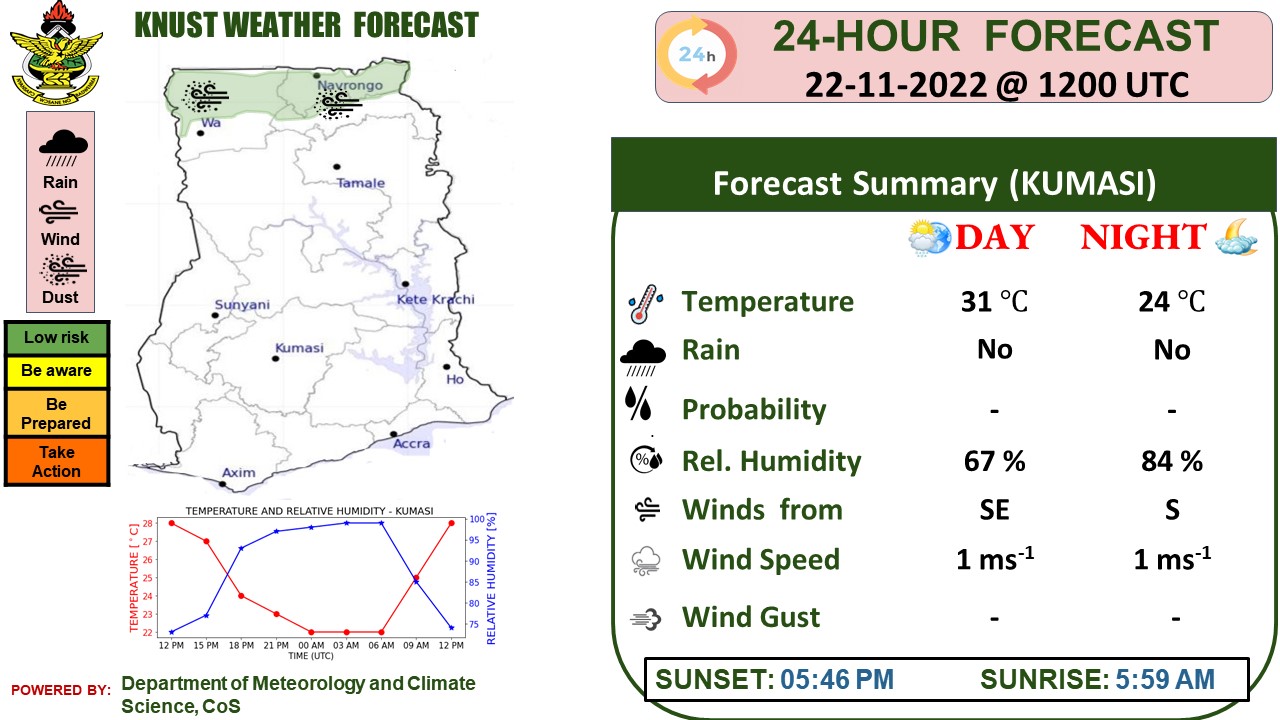 KNUST WEATHER FORECAST
Rain
Wind
Dust
Low risk
Be aware
Be
Prepared
Take
Action
Navrongo
Wa
Tamale
Sunyani
Kete Krachi
Kumasi
Ho
Accra
Axim
TEMPERATURE AND RELATIVE HUMIDITY - KUMASI
TEMPERATURE [°C]
28
27
26
25
24
23
22
RELATIVE HUMIDITY [%]
100
95
90
85
80
75
12 PM 15 PM 18 PM 21 PM 00 AM 03 AM 06 AM 09 AM 12 PM
TIME (UTC)
POWERED BY: Department of Meteorology and Climate
Science, CoS
24h
24-HOUR FORECAST
22-11-2022 @ 1200 UTC
Forecast Summary (KUMASI)
DAY NIGHT
Temperature 31 °C 24 °C
Rain No No
Probability - -
Rel. Humidity 67 % 84 %
Winds from SE S
Wind Speed 1 ms-1 1 ms-1
Wind Gust - -
SUNSET: 05:46 PM SUNRISE: 5:59 AM